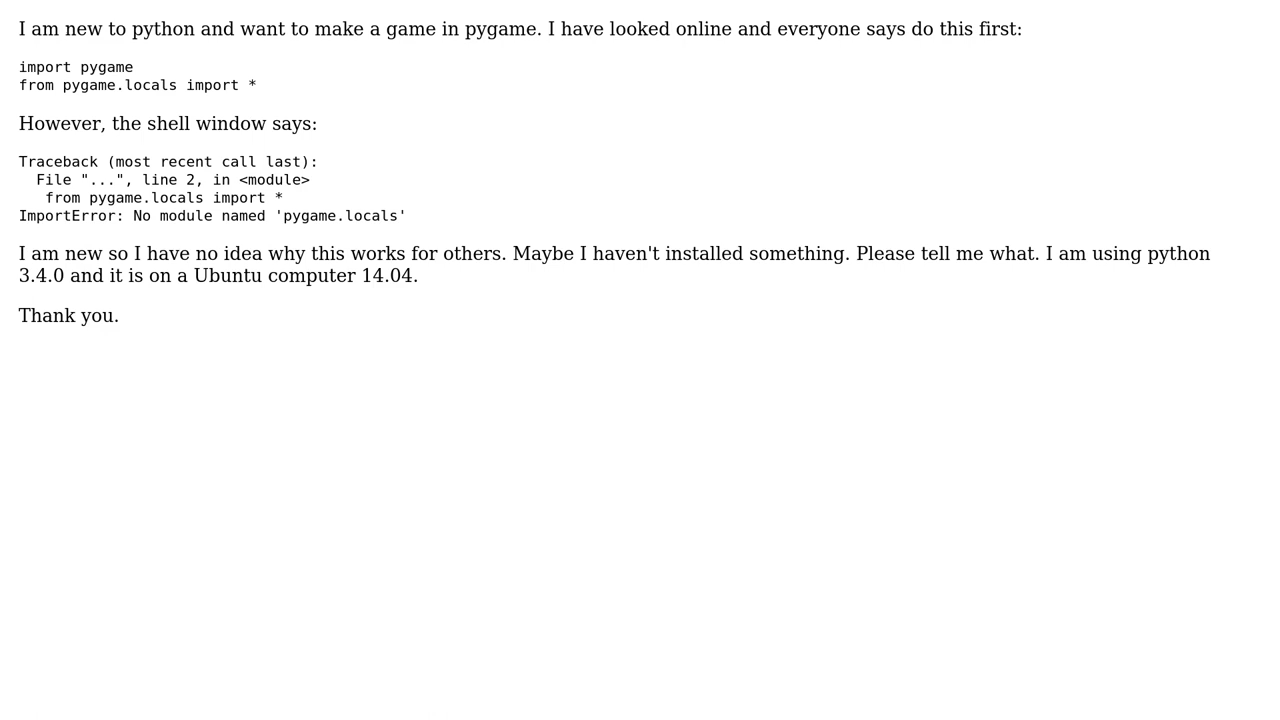 I am new to python and want to make a game in pygame. I have looked online and everyone says do this first:
import pygame
from pygame.locals import *
However, the shell window says:
Traceback (most recent call last):
  File "...", line 2, in <module>
   from pygame.locals import *
ImportError: No module named 'pygame.locals'
I am new so I have no idea why this works for others. Maybe I haven't installed something. Please tell me what. I am using python
3.4.0 and it is on a Ubuntu computer 14.04.
Thank you.